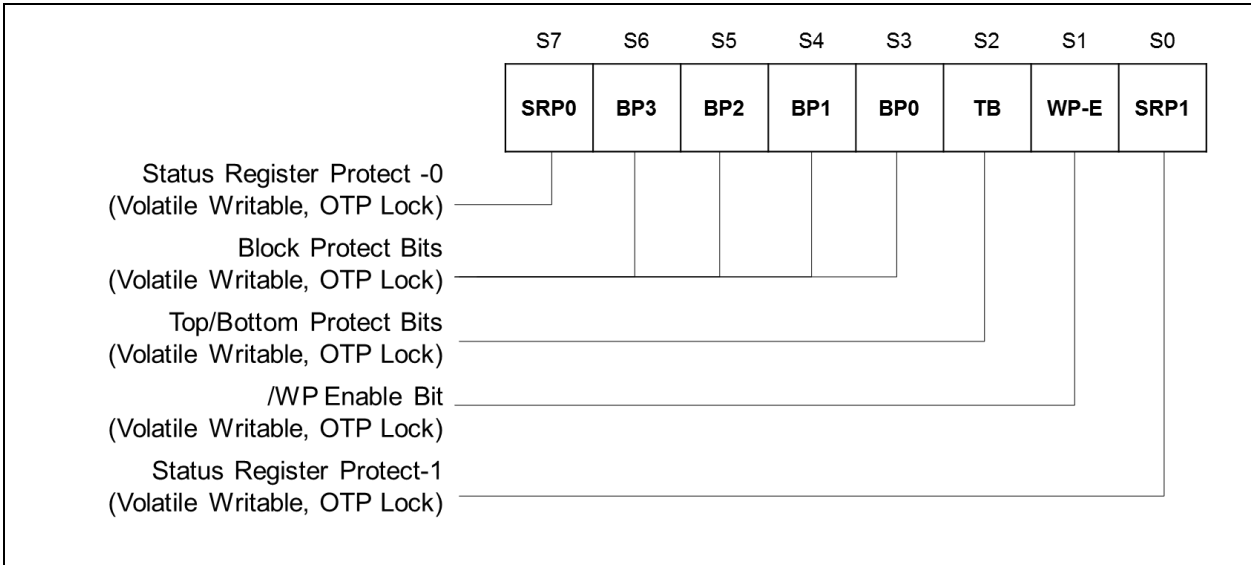 S7 S6 S5 S4 S3 S2 S1 S0
SRP0 BP3 BP2 BP1 BP0 TB WP-E SRP1
Status Register Protect -0
(Volatile Writable, OTP Lock)
Block Protect Bits
(Volatile Writable, OTP Lock)
Top/Bottom Protect Bits
(Volatile Writable, OTP Lock)
/WP Enable Bit
(Volatile Writable, OTP Lock)
Status Register Protect-1
(Volatile Writable, OTP Lock)